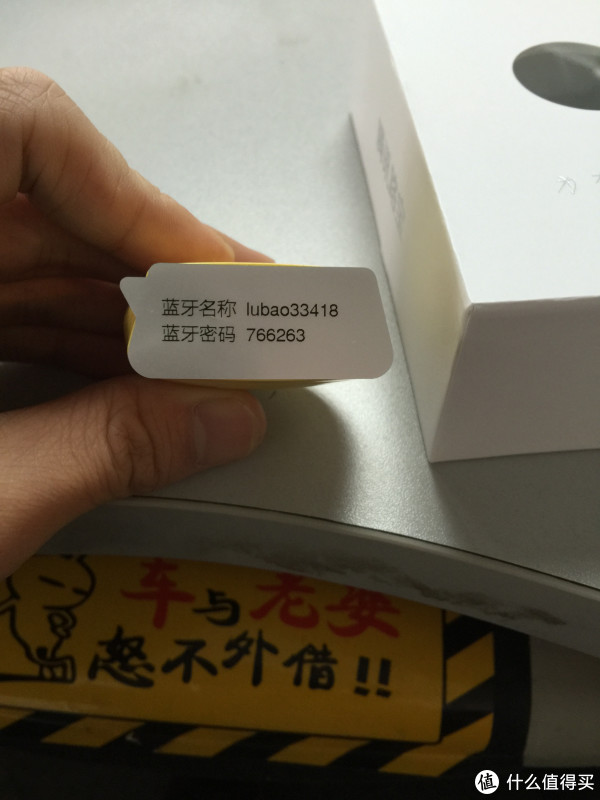 蓝牙名称 lubao33418
蓝牙密码 766263
车与老婆
恕不外借!!
值 什么值得买